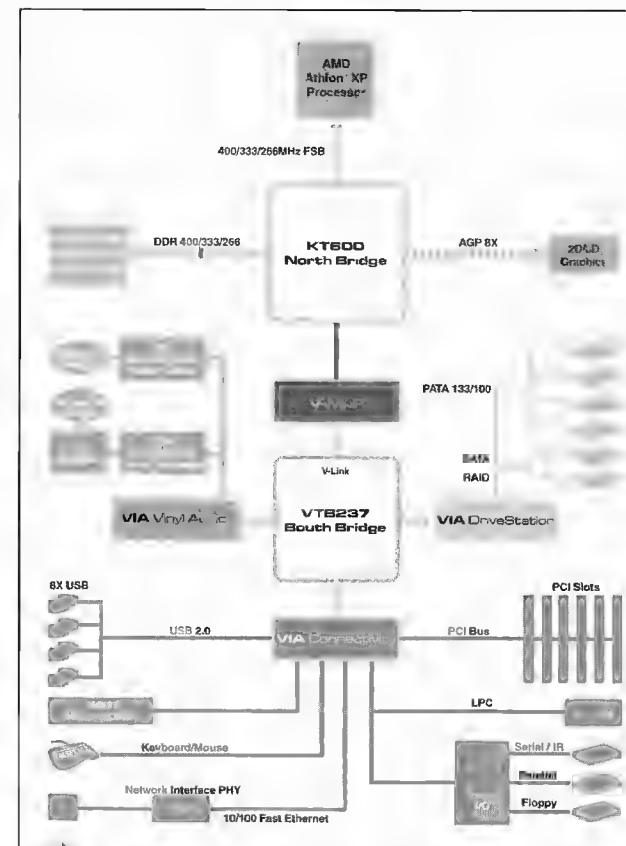 AMD
Athlon XP
Processor
400/333/266MHz FSB
DDR 400/333/266
KT600
North Bridge
AGP 8X
2D/3D
Graphics
PATA 133/100
V-Link
SATA
RAID
VIA Vinyl Audio
VT8237
South Bridge
VIA DriveStation
8X USB
PCI Slots
USB 2.0
VIA Connectivity
PCI Bus
LPC
Keyboard/Mouse
Serial / IR
Parallel
Network Interface PHY
Floppy
10/100 Fast Ethernet